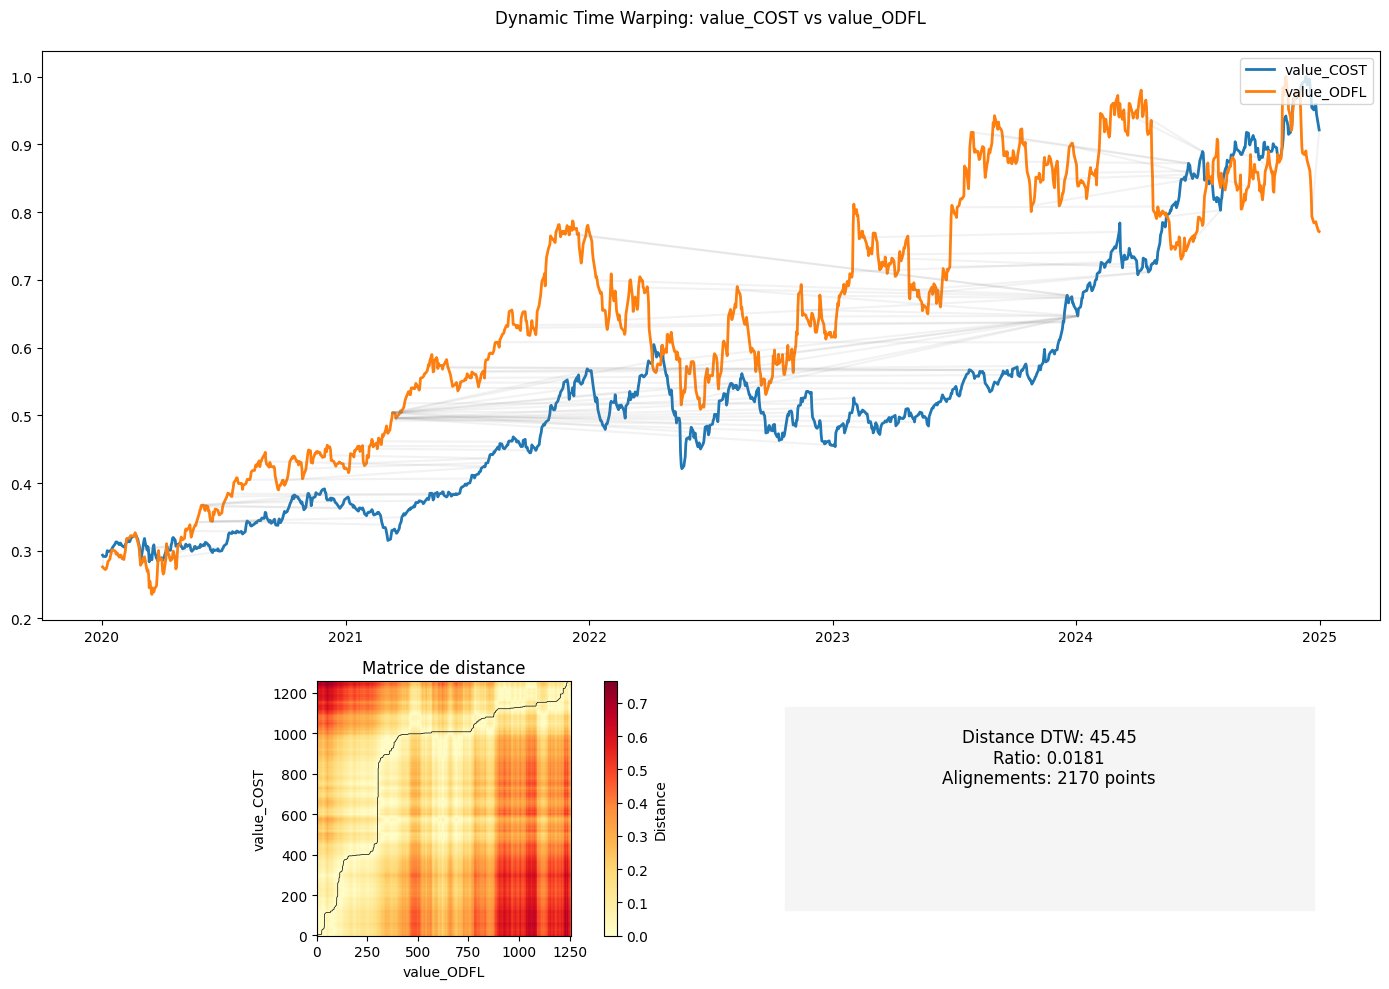 Dynamic Time Warping: value_COST vs value_ODFL
1.0
0.9
0.8
0.7
0.6
0.5
0.4
0.3
0.2
value_COST
value_ODFL
2020 2021 2022 2023 2024 2025
Matrice de distance
value_COST
1200
1000
800
600
400
200
0
0 250 500 750 1000 1250
value_ODFL
0.7
0.6
0.5
0.4
0.3
0.2
0.1
0.0
Distance
Distance DTW: 45.45
Ratio: 0.0181
Alignements: 2170 points